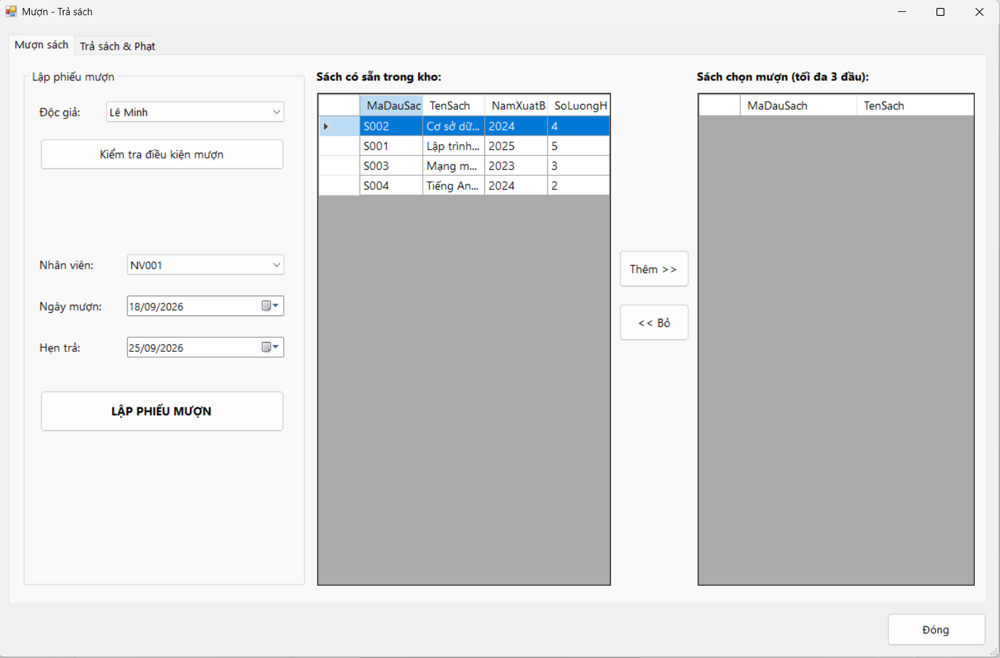 Mượn - Trả sách
Mượn sách
Trả sách & Phạt
Lập phiếu mượn
Độc giả:
Lê Minh
Kiểm tra điều kiện mượn
Nhân viên:
NV001
Ngày mượn:
18/09/2026
Hẹn trả:
25/09/2026
LẬP PHIẾU MƯỢN
Sách có sẵn trong kho:
MaDauSac TenSach NamXuatB SoLuongH
S002 Cơ sở dữ... 2024 4
S001 Lập trình... 2025 5
S003 Mạng m... 2023 3
S004 Tiếng An... 2024 2
Thêm >>
<< Bỏ
Sách chọn mượn (tối đa 3 đầu):
MaDauSach TenSach
Đóng